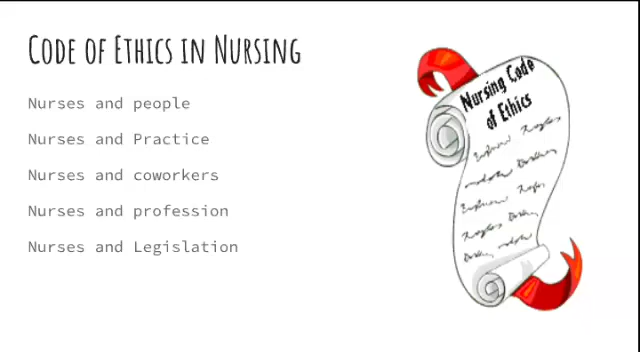 Code of Ethics in Nursing
Nurses and people
Nurses and Practice
Nurses and coworkers
Nurses and profession
Nurses and Legislation
Nursing Code
of Ethics